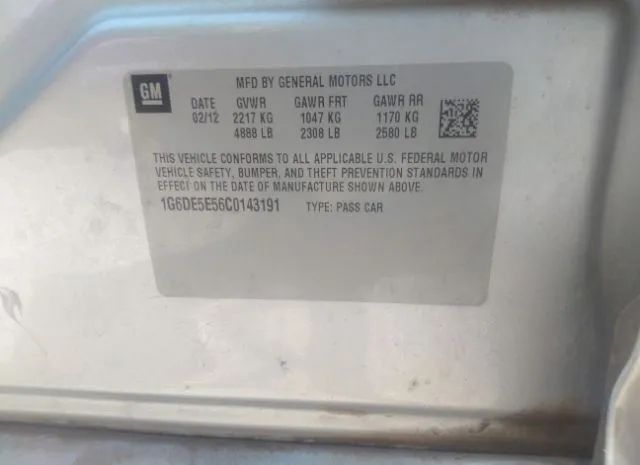 GM
MFD BY GENERAL MOTORS LLC
DATE GVWR GAWR FRT GAWR RR
02/12 2217 KG 1047 KG 1170 KG
4888 LB 2308 LB 2580 LB
THIS VEHICLE CONFORMS TO ALL APPLICABLE U.S. FEDERAL MOTOR
VEHICLE SAFETY, BUMPER, AND THEFT PREVENTION STANDARDS IN
EFFECT ON THE DATE OF MANUFACTURE SHOWN ABOVE.
1G6DE5E56C0143191 TYPE: PASS CAR